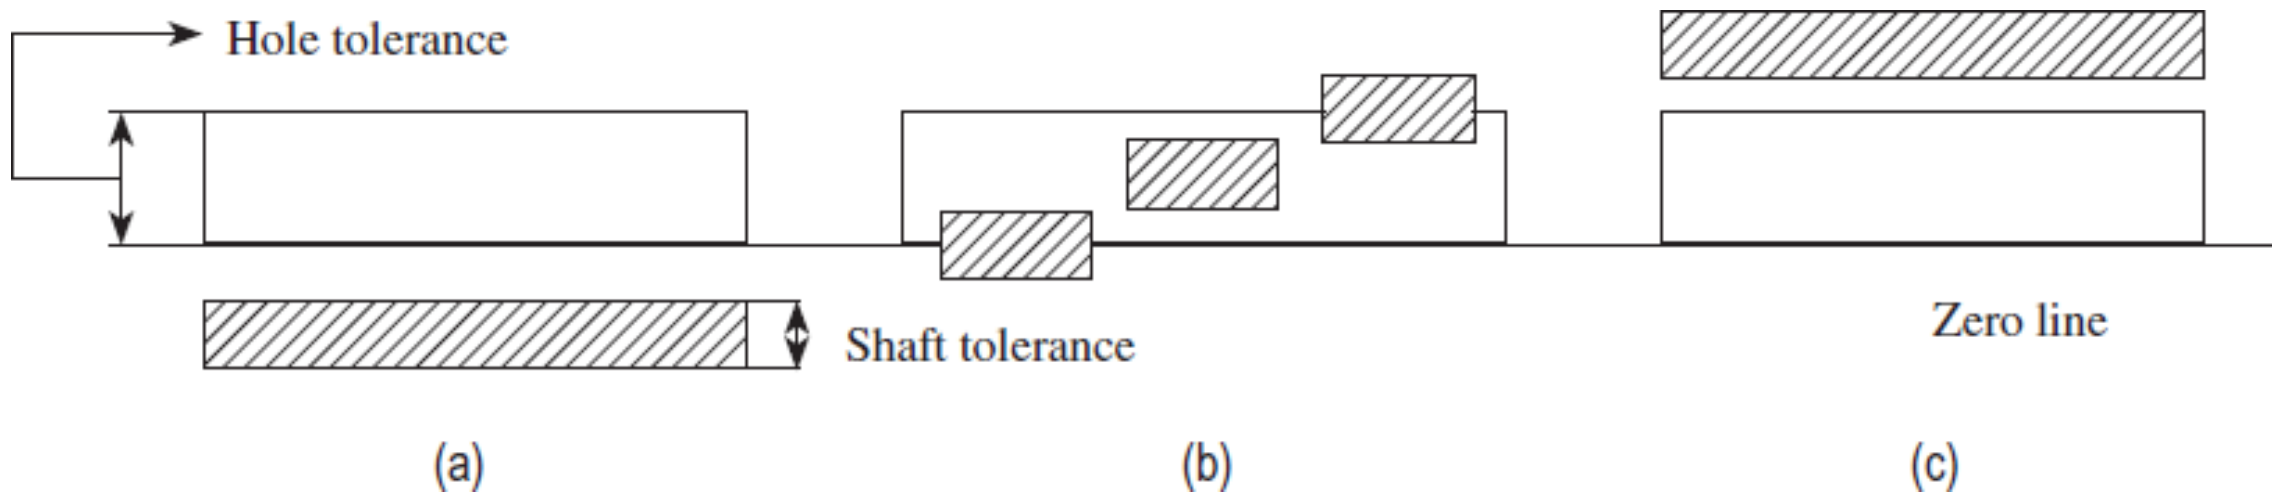 Hole tolerance
Zero line
Shaft tolerance
(a)
(b)
(c)